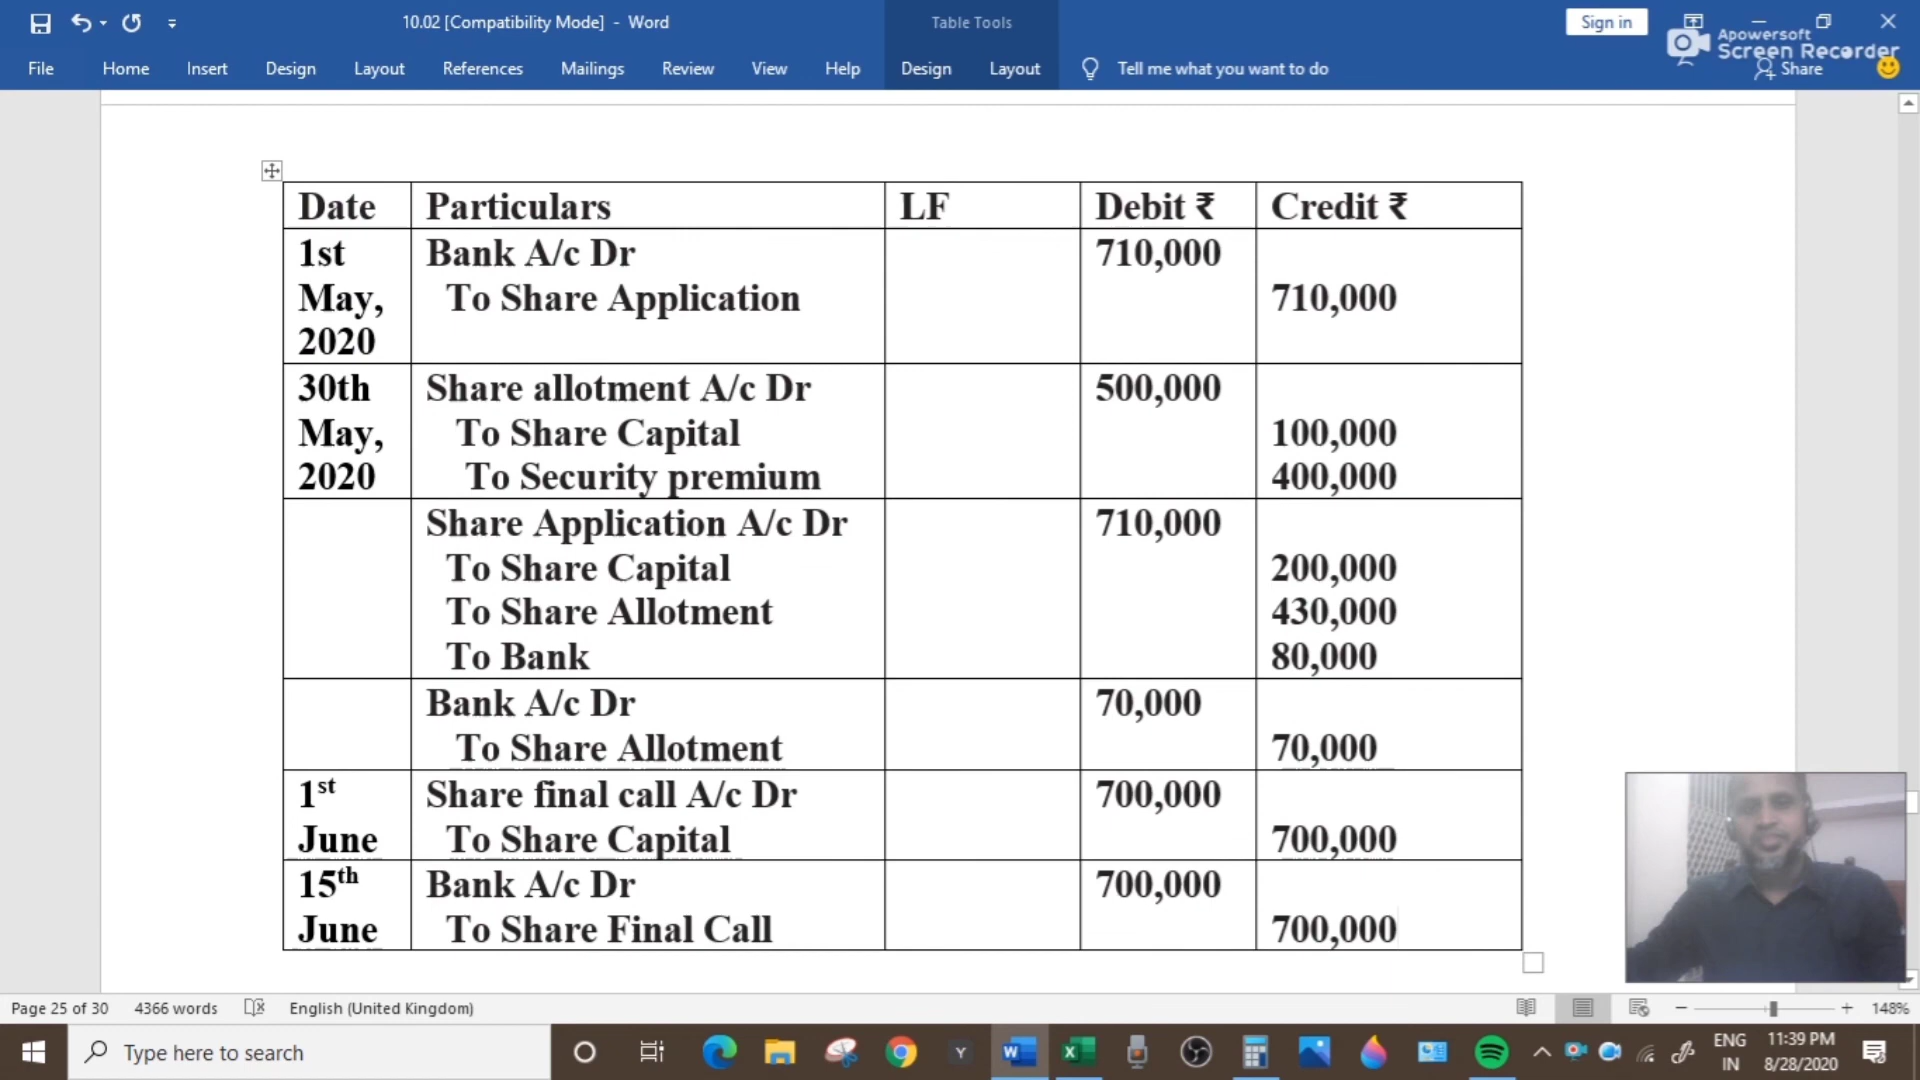 10.02 [Compatibility Mode] - Word
Table Tools
Sign in
Apowersoft
Screen Recorder
File Home Insert Design Layout References Mailings Review View Help Design Layout Tell me what you want to do Share
Date Particulars LF Debit ₹ Credit ₹
1st Bank A/c Dr 710,000
May, To Share Application 710,000
2020
30th Share allotment A/c Dr 500,000
May, To Share Capital 100,000
2020 To Security premium 400,000
Share Application A/c Dr 710,000
To Share Capital 200,000
To Share Allotment 430,000
To Bank 80,000
Bank A/c Dr 70,000
To Share Allotment 70,000
1st Share final call A/c Dr 700,000
June To Share Capital 700,000
15th Bank A/c Dr 700,000
June To Share Final Call 700,000
Page 25 of 30 4366 words English (United Kingdom) 148%
Type here to search
ENG 11:39 PM
IN 8/28/2020